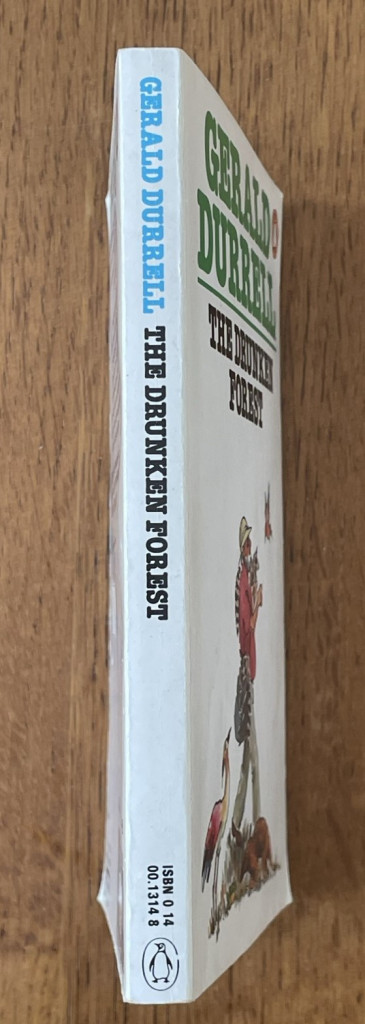 GERALD DURRELL THE DRUNKEN FOREST
ISBN 0 14
00.1314 8
GERALD
DURRELL
THE DRUNKEN
FOREST